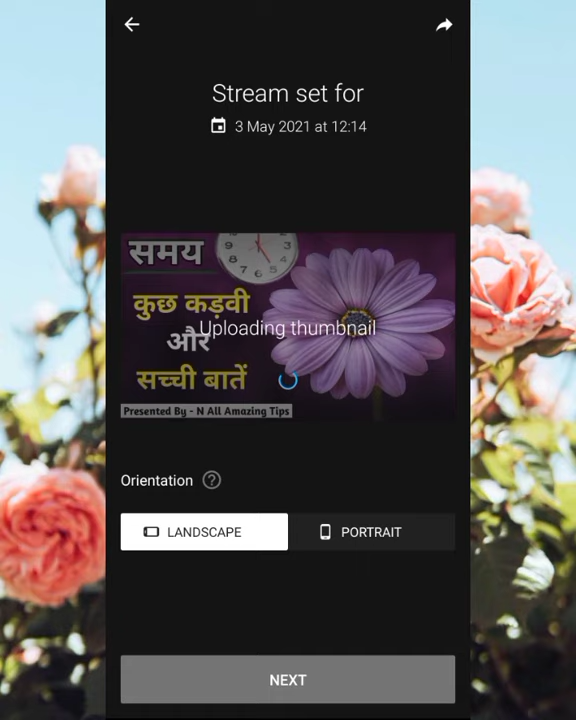 Stream set for
3 May 2021 at 12:14
समय
कुछ कड़वी
और
सच्ची बातें
Uploading thumbnail
Presented By - N All Amazing Tips
Orientation ?
LANDSCAPE
PORTRAIT
NEXT